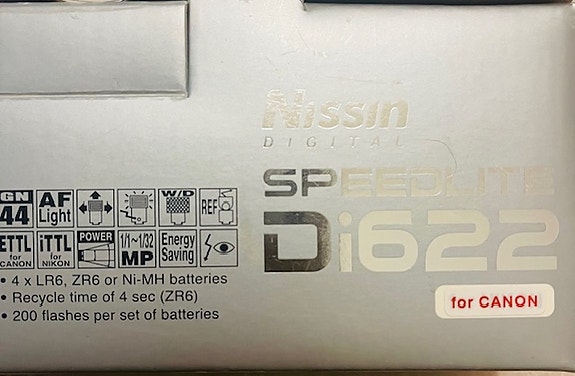 Nissin
DIGITAL
SPEEDLITE
Di622
for CANON
GN 44
AF Light
W/D
REF
ETTL for CANON
iTTL for NIKON
POWER
1/1~1/32 MP
Energy Saving
• 4 x LR6, ZR6 or Ni-MH batteries
• Recycle time of 4 sec (ZR6)
• 200 flashes per set of batteries